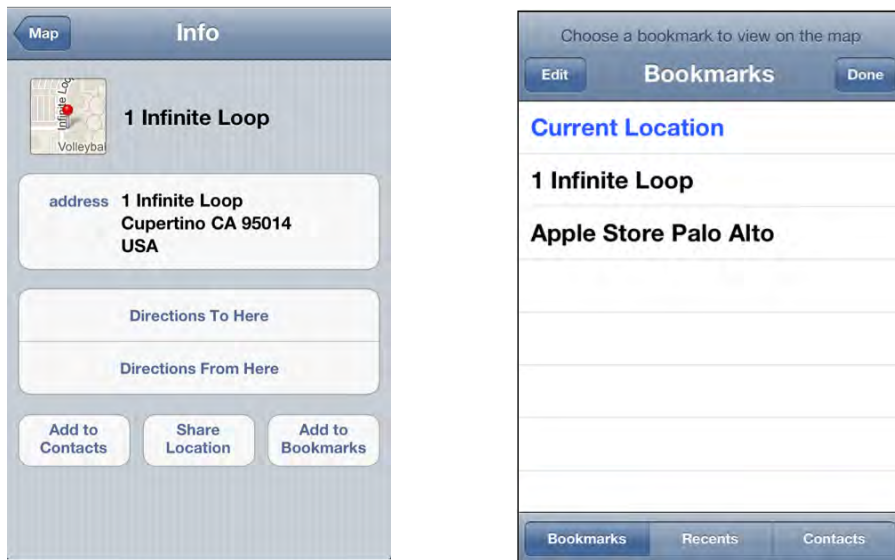 Map
Info
Infinite Loop
Volleybal
1 Infinite Loop
address 1 Infinite Loop
Cupertino CA 95014
USA
Directions To Here
Directions From Here
Add to
Contacts
Share
Location
Add to
Bookmarks
Choose a bookmark to view on the map
Edit
Bookmarks
Done
Current Location
1 Infinite Loop
Apple Store Palo Alto
Bookmarks
Recents
Contacts